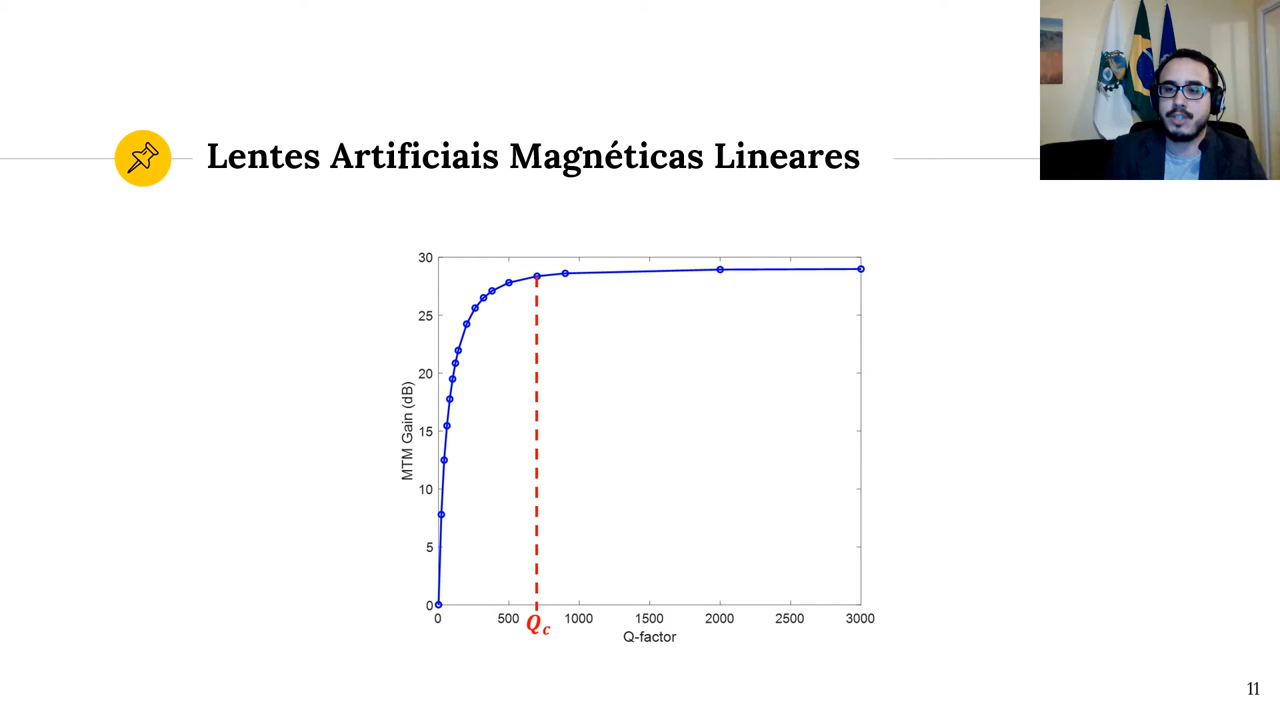 Lentes Artificiais Magnéticas Lineares
30
25
20
15
10
5
0
MTM Gain (dB)
0 500 1000 1500 2000 2500 3000
Qc
Q-factor
11